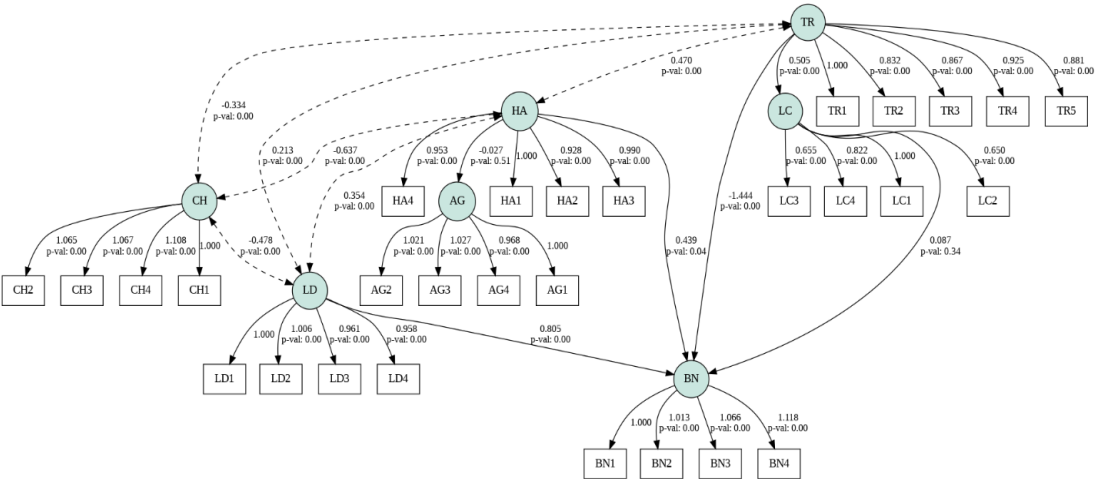 TR
0.470
p-val: 0.00
0.505
p-val: 0.00
1.000
0.832
p-val: 0.00
0.867
p-val: 0.00
0.925
p-val: 0.00
0.881
p-val: 0.00
-0.334
p-val: 0.00
HA
LC
TR1
TR2
TR3
TR4
TR5
0.213
p-val: 0.00
-0.637
p-val: 0.00
0.953
p-val: 0.00
-0.027
p-val: 0.51
1.000
0.928
p-val: 0.00
0.990
p-val: 0.00
0.655
p-val: 0.00
0.822
p-val: 0.00
1.000
0.650
p-val: 0.00
CH
0.354
p-val: 0.00
HA4
AG
HA1
HA2
HA3
-1.444
p-val: 0.00
LC3
LC4
LC1
LC2
1.065
p-val: 0.00
1.067
p-val: 0.00
1.108
p-val: 0.00
1.000
-0.478
p-val: 0.00
1.021
p-val: 0.00
1.027
p-val: 0.00
0.968
p-val: 0.00
1.000
0.439
p-val: 0.04
0.087
p-val: 0.34
CH2
CH3
CH4
CH1
LD
AG2
AG3
AG4
AG1
1.000
1.006
p-val: 0.00
0.961
p-val: 0.00
0.958
p-val: 0.00
0.805
p-val: 0.00
LD1
LD2
LD3
LD4
BN
1.000
1.013
p-val: 0.00
1.066
p-val: 0.00
1.118
p-val: 0.00
BN1
BN2
BN3
BN4